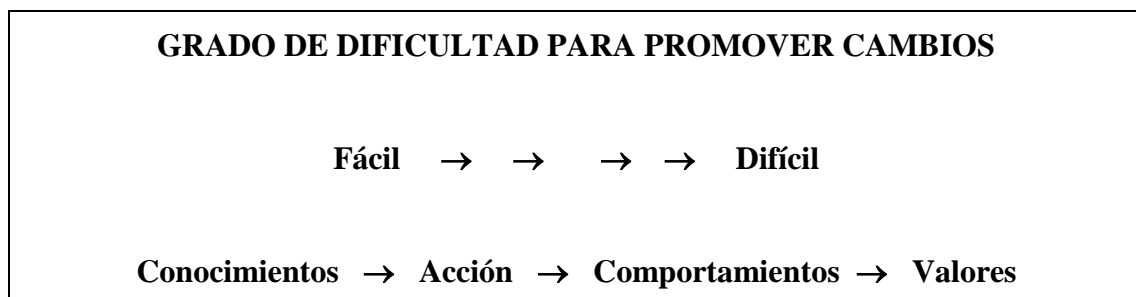 GRADO DE DIFICULTAD PARA PROMOVER CAMBIOS
Fácil → → → → Difícil
Conocimientos → Acción → Comportamientos → Valores